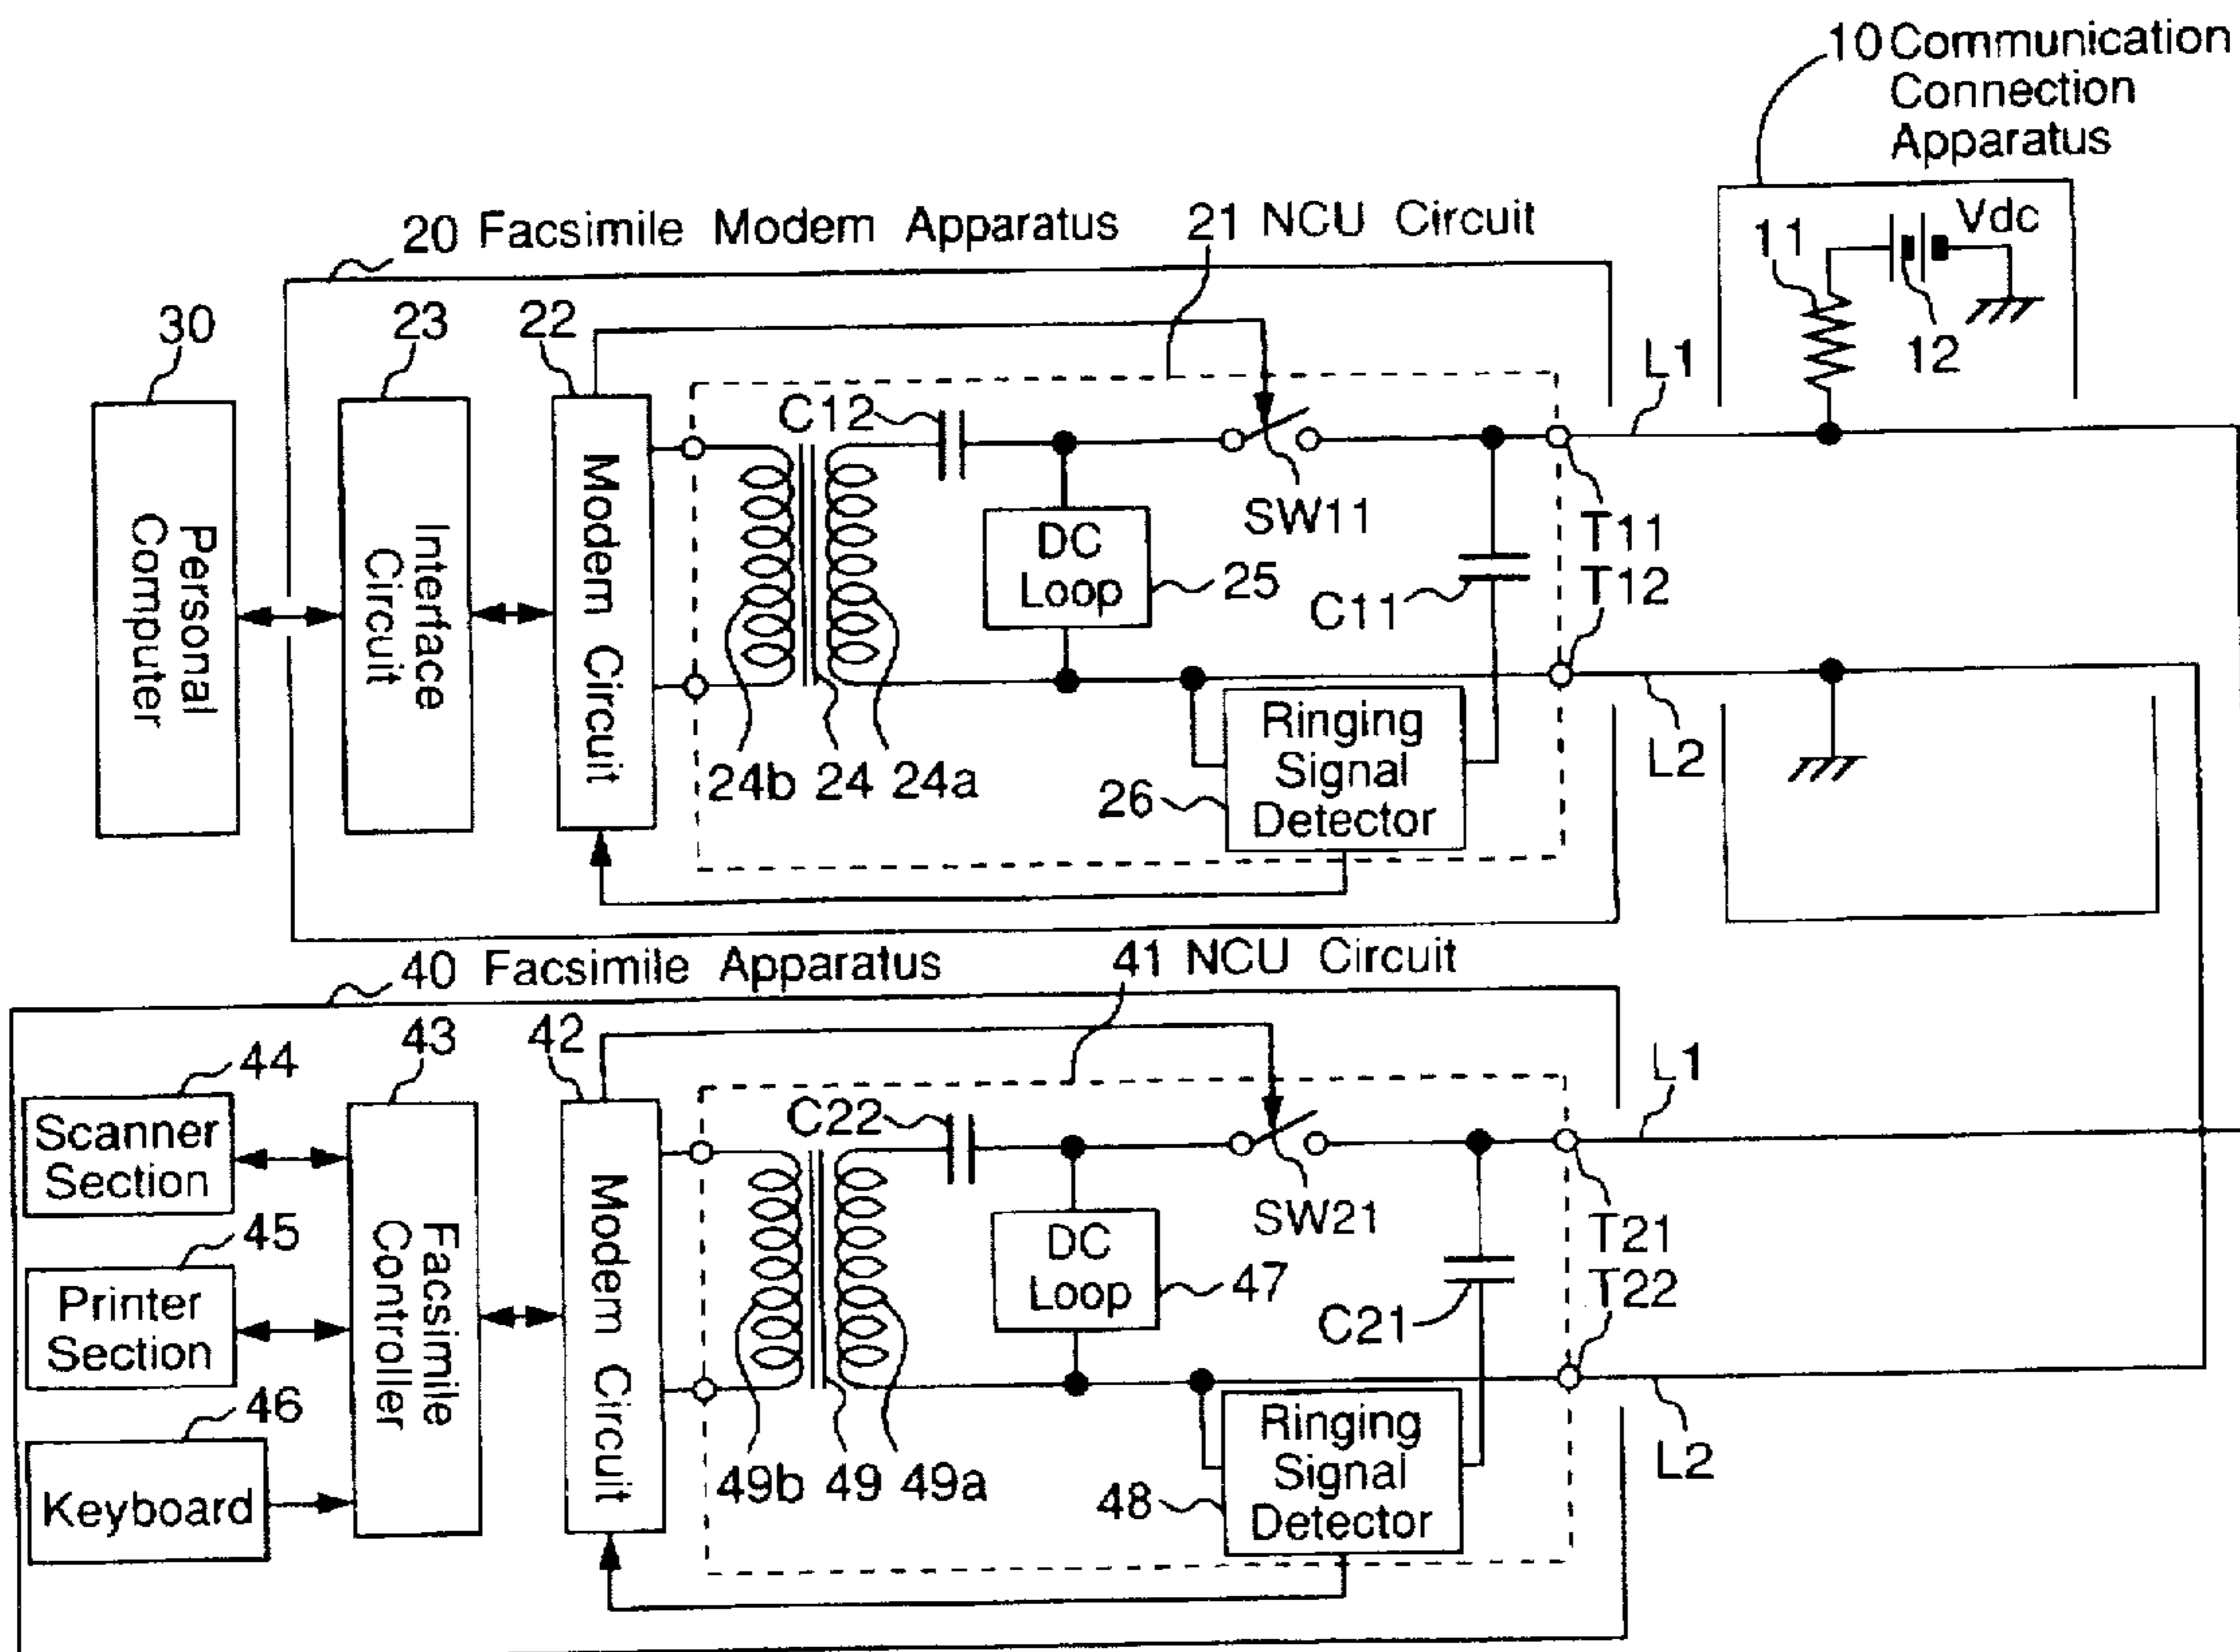 10 Communication
Connection
Apparatus
20 Facsimile Modem Apparatus
21 NCU Circuit
11
Vdc
12
30
23
22
L1
C12
SW11
Personal
Computer
Interface
Circuit
Modem Circuit
DC
Loop
25
C11
T11
T12
24b 24 24a
26
Ringing
Signal
Detector
L2
40 Facsimile Apparatus
41 NCU Circuit
44
43
42
L1
Scanner
Section
C22
SW21
45
Printer
Section
Facsimile
Controller
Modem Circuit
DC
Loop
47
C21
T21
T22
46
Keyboard
49b 49 49a
48
Ringing
Signal
Detector
L2